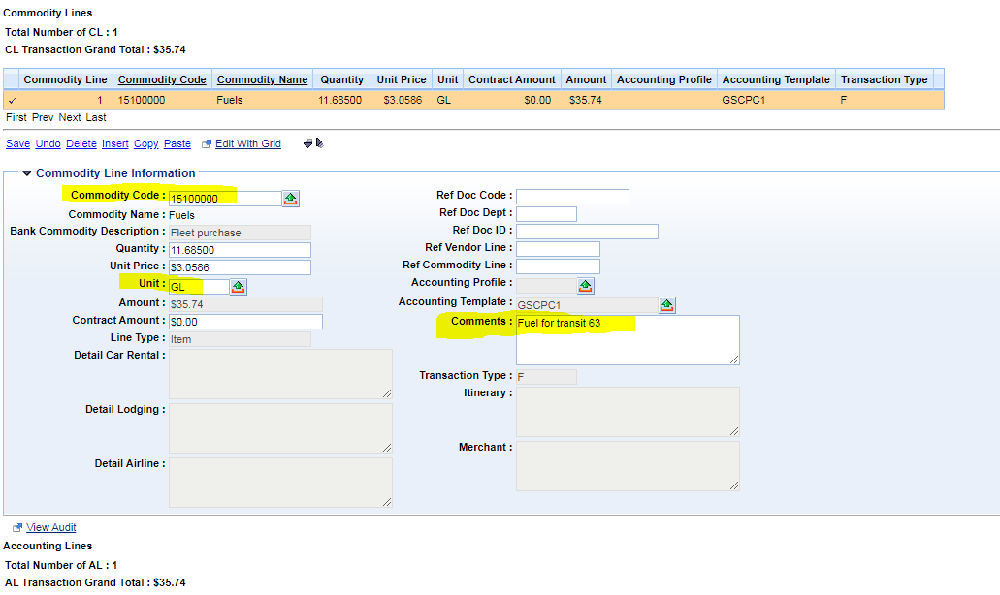 Commodity Lines
Total Number of CL : 1
CL Transaction Grand Total : $35.74
Commodity Line Commodity Code Commodity Name Quantity Unit Price Unit Contract Amount Amount Accounting Profile Accounting Template Transaction Type
✓ 1 15100000 Fuels 11.68500 $3.0586 GL $0.00 $35.74 GSCPC1 F
First Prev Next Last
Save Undo Delete Insert Copy Paste Edit With Grid
Commodity Line Information
Commodity Code : 15100000
Commodity Name : Fuels
Bank Commodity Description : Fleet purchase
Quantity : 11.68500
Unit Price : $3.0586
Unit : GL
Amount : $35.74
Contract Amount : $0.00
Line Type : Item
Detail Car Rental :
Detail Lodging :
Detail Airline :
Ref Doc Code :
Ref Doc Dept :
Ref Doc ID :
Ref Vendor Line :
Ref Commodity Line :
Accounting Profile :
Accounting Template : GSCPC1
Comments : Fuel for transit 63
Transaction Type : F
Itinerary :
Merchant :
View Audit
Accounting Lines
Total Number of AL : 1
AL Transaction Grand Total : $35.74